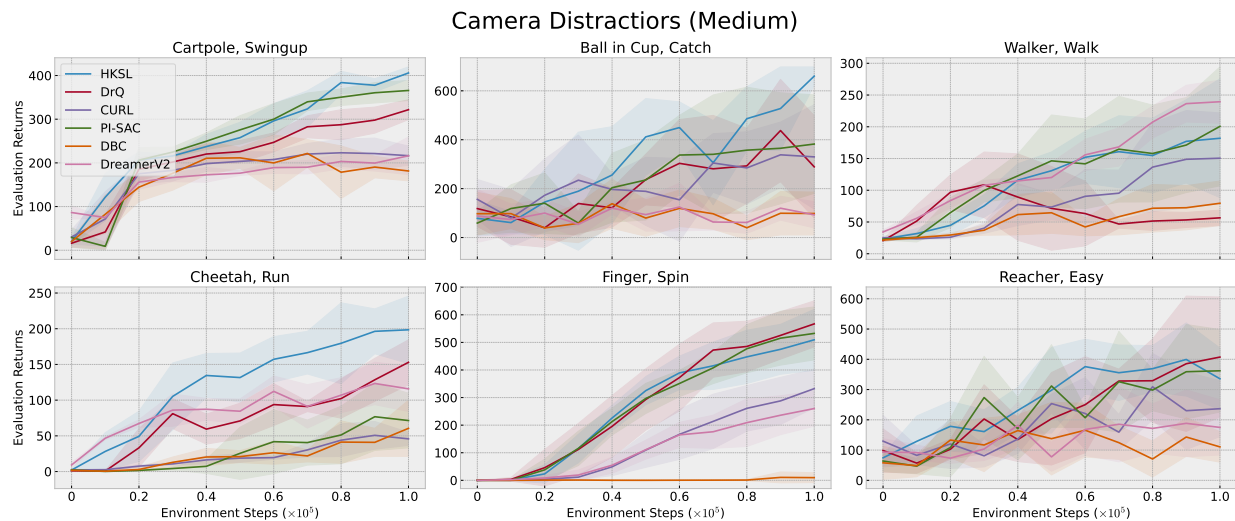 Camera Distractiors (Medium)
Cartpole, Swingup
Ball in Cup, Catch
Walker, Walk
Evaluation Returns
400
300
200
100
0
HKSL
DrQ
CURL
PI-SAC
DBC
DreamerV2
600
400
200
0
300
250
200
150
100
50
0
Cheetah, Run
Finger, Spin
Reacher, Easy
Evaluation Returns
250
200
150
100
50
0
0 0.2 0.4 0.6 0.8 1.0
Environment Steps (×10⁵)
700
600
500
400
300
200
100
0
0 0.2 0.4 0.6 0.8 1.0
Environment Steps (×10⁵)
600
500
400
300
200
100
0
0 0.2 0.4 0.6 0.8 1.0
Environment Steps (×10⁵)